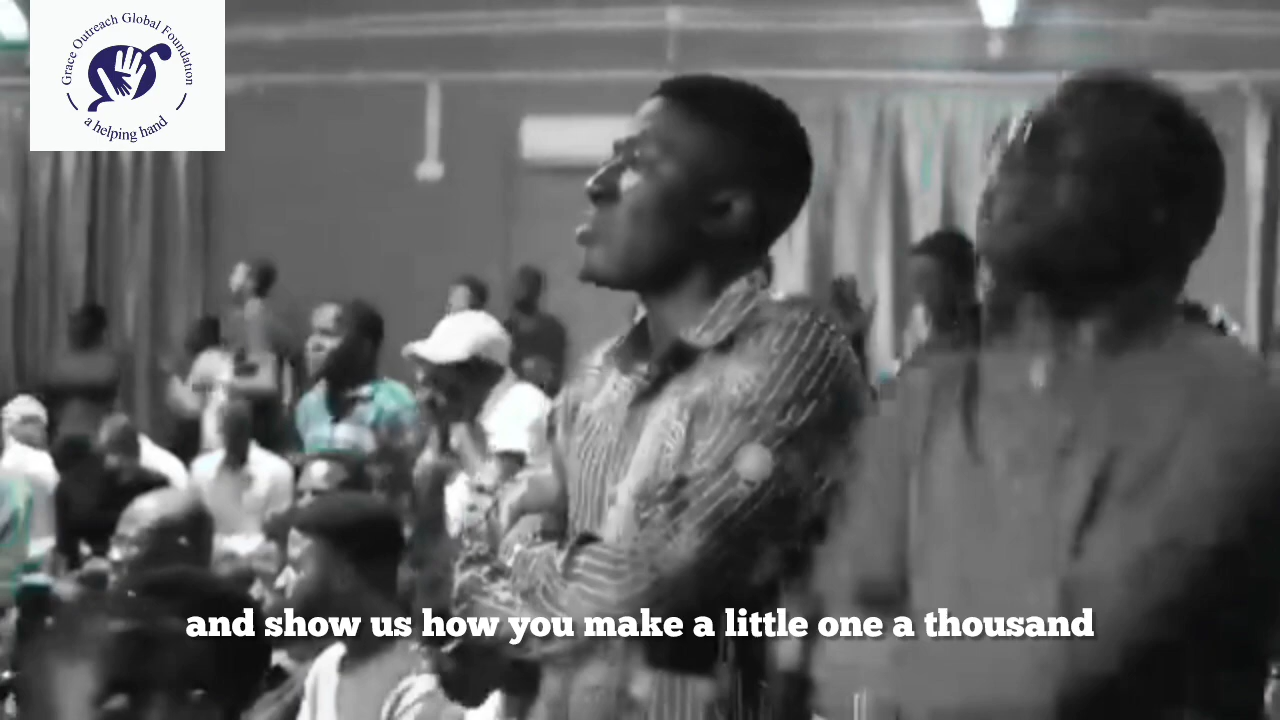 Grace Outreach Global Foundation
a helping hand
and show us how you make a little one a thousand